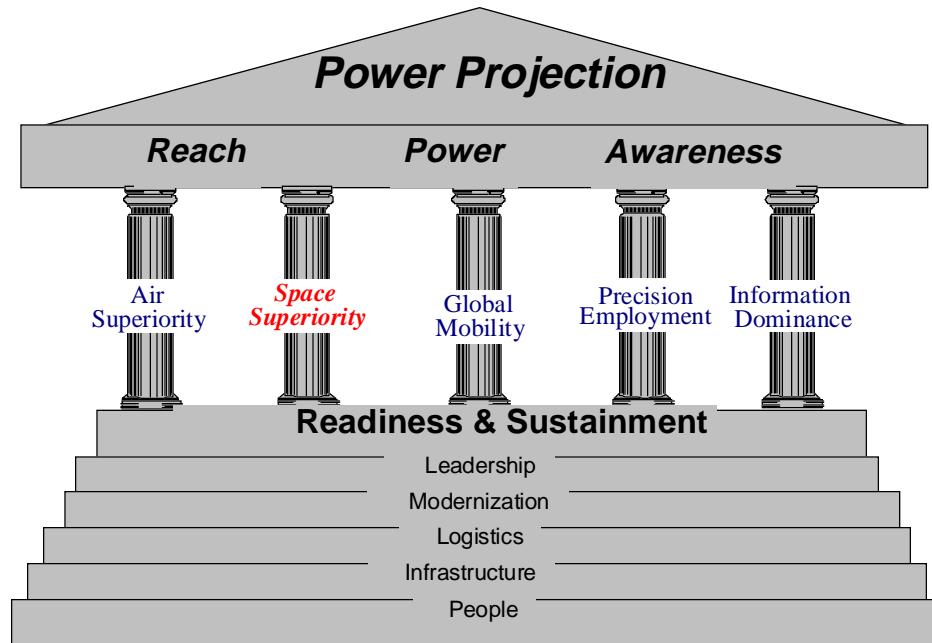 Power Projection
Reach Power Awareness
Air
Superiority
Space
Superiority
Global
Mobility
Precision
Employment
Information
Dominance
Readiness & Sustainment
Leadership
Modernization
Logistics
Infrastructure
People